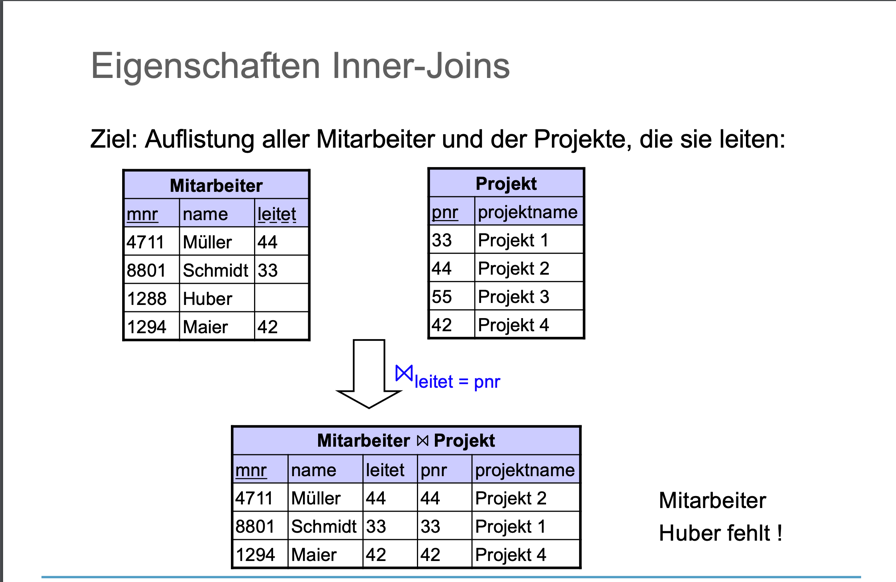 Eigenschaften Inner-Joins
Ziel: Auflistung aller Mitarbeiter und der Projekte, die sie leiten:
Mitarbeiter
mnr name leitet
4711 Müller 44
8801 Schmidt 33
1288 Huber
1294 Maier 42
Projekt
pnr projektname
33 Projekt 1
44 Projekt 2
55 Projekt 3
42 Projekt 4
⋈leitet = pnr
Mitarbeiter ⋈ Projekt
mnr name leitet pnr projektname
4711 Müller 44 44 Projekt 2
8801 Schmidt 33 33 Projekt 1
1294 Maier 42 42 Projekt 4
Mitarbeiter
Huber fehlt !